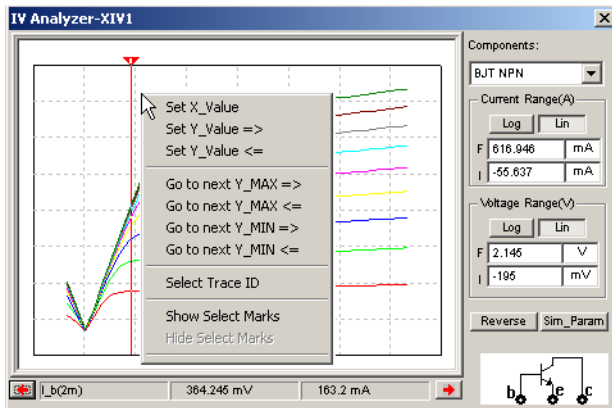 IV Analyzer-XIV1
Components:
BJT NPN
Current Range(A)
Log Lin
F 616.946 mA
I -55.637 mA
Voltage Range(V)
Log Lin
F 2.145 V
I -195 mV
Reverse Sim_Param
Set X_Value
Set Y_Value =>
Set Y_Value <=
Go to next Y_MAX =>
Go to next Y_MAX <=
Go to next Y_MIN =>
Go to next Y_MIN <=
Select Trace ID
Show Select Marks
Hide Select Marks
I_b(2m) 364.245 mV 163.2 mA
b e c